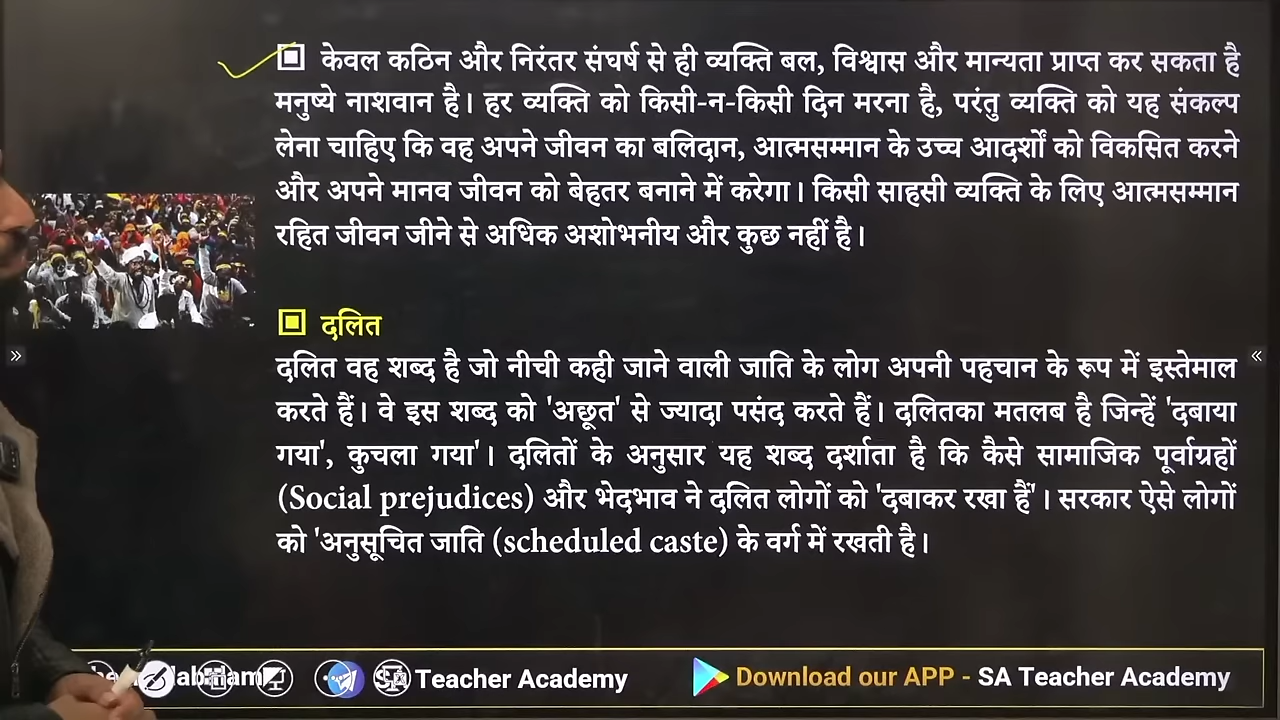 केवल कठिन और निरंतर संघर्ष से ही व्यक्ति बल, विश्वास और मान्यता प्राप्त कर सकता है
मनुष्ये नाशवान है। हर व्यक्ति को किसी-न-किसी दिन मरना है, परंतु व्यक्ति को यह संकल्प
लेना चाहिए कि वह अपने जीवन का बलिदान, आत्मसम्मान के उच्च आदर्शों को विकसित करने
और अपने मानव जीवन को बेहतर बनाने में करेगा। किसी साहसी व्यक्ति के लिए आत्मसम्मान
रहित जीवन जीने से अधिक अशोभनीय और कुछ नहीं है।
दलित
दलित वह शब्द है जो नीची कही जाने वाली जाति के लोग अपनी पहचान के रूप में इस्तेमाल
करते हैं। वे इस शब्द को 'अछूत' से ज्यादा पसंद करते हैं। दलितका मतलब है जिन्हें 'दबाया
गया', कुचला गया'। दलितों के अनुसार यह शब्द दर्शाता है कि कैसे सामाजिक पूर्वाग्रहों
(Social prejudices) और भेदभाव ने दलित लोगों को 'दबाकर रखा हैं'। सरकार ऐसे लोगों
को 'अनुसूचित जाति (scheduled caste) के वर्ग में रखती है।
Teacher Academy
Download our APP - SA Teacher Academy